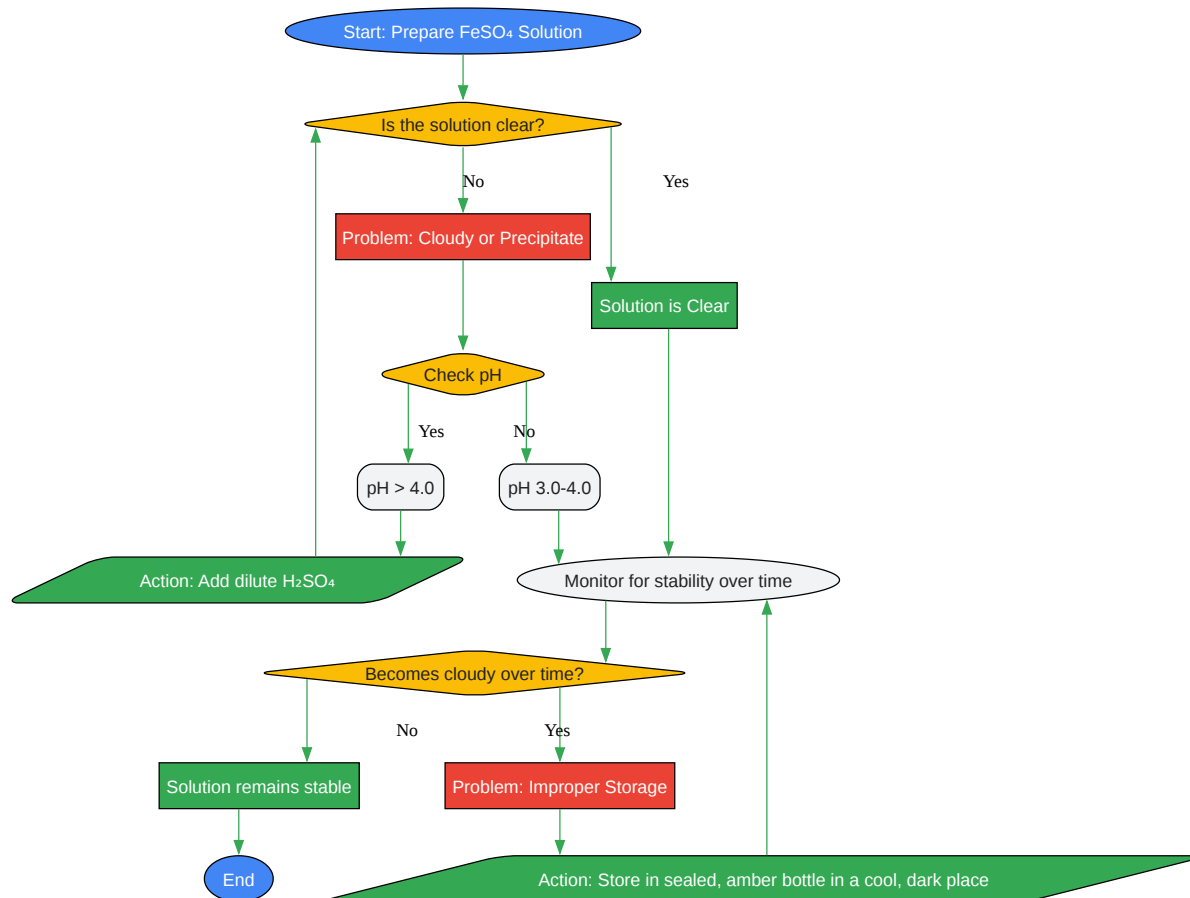 Start: Prepare FeSO₄ Solution
Is the solution clear?
No
Yes
Problem: Cloudy or Precipitate
Solution is Clear
Check pH
Yes
No
pH > 4.0
pH 3.0-4.0
Action: Add dilute H₂SO₄
Monitor for stability over time
Becomes cloudy over time?
No
Yes
Solution remains stable
Problem: Improper Storage
End
Action: Store in sealed, amber bottle in a cool, dark place